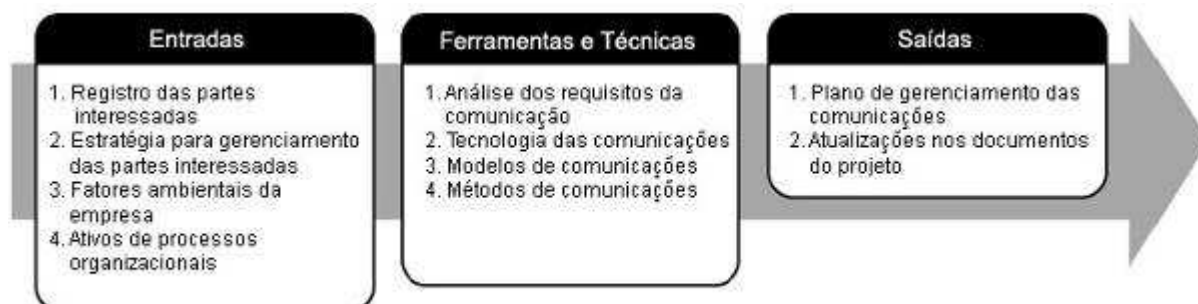 Entradas
1. Registro das partes
interessadas
2. Estratégia para gerenciamento
das partes interessadas
3. Fatores ambientais da
empresa
4. Ativos de processos
organizacionais
Ferramentas e Técnicas
1. Análise dos requisitos da
comunicação
2. Tecnologia das comunicações
3. Modelos de comunicações
4. Métodos de comunicações
Saídas
1. Plano de gerenciamento das
comunicações
2. Atualizações nos documentos
do projeto